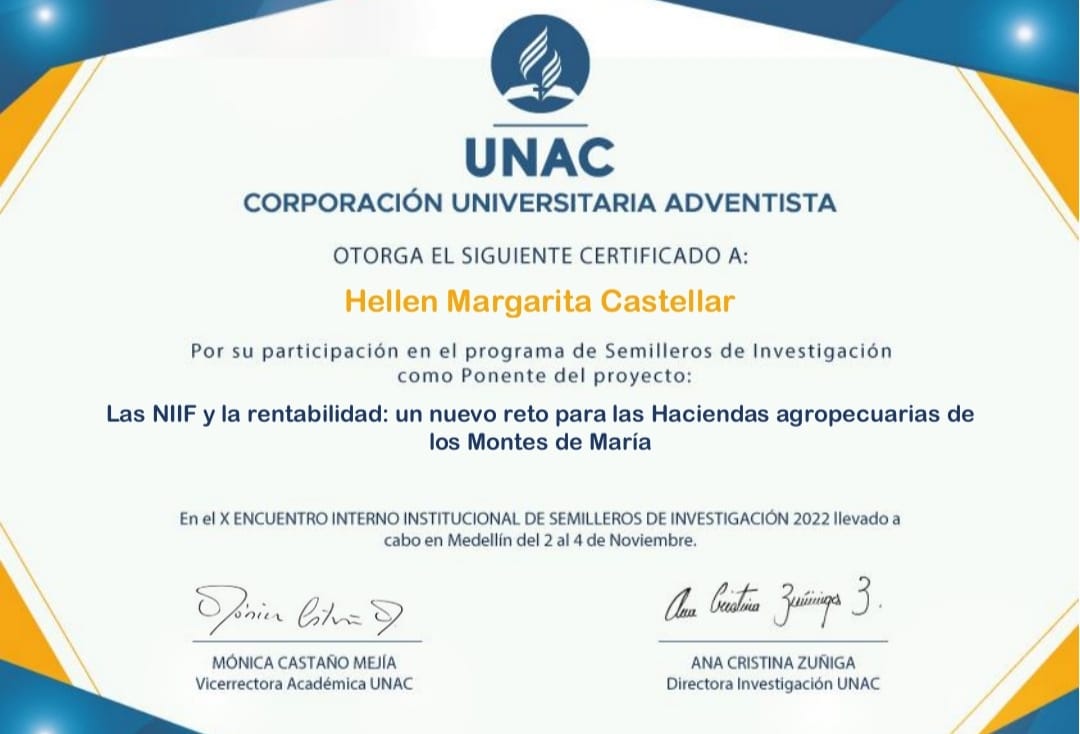 UNAC
CORPORACIÓN UNIVERSITARIA ADVENTISTA
OTORGA EL SIGUIENTE CERTIFICADO A:
Hellen Margarita Castellar
Por su participación en el programa de Semilleros de Investigación
como Ponente del proyecto:
Las NIIF y la rentabilidad: un nuevo reto para las Haciendas agropecuarias de
los Montes de María
En el X ENCUENTRO INTERNO INSTITUCIONAL DE SEMILLEROS DE INVESTIGACIÓN 2022 llevado a
cabo en Medellín del 2 al 4 de Noviembre.
Ana Cristina Zuñiga B.
MÓNICA CASTAÑO MEJÍA
Vicerrectora Académica UNAC
ANA CRISTINA ZUÑIGA
Directora Investigación UNAC